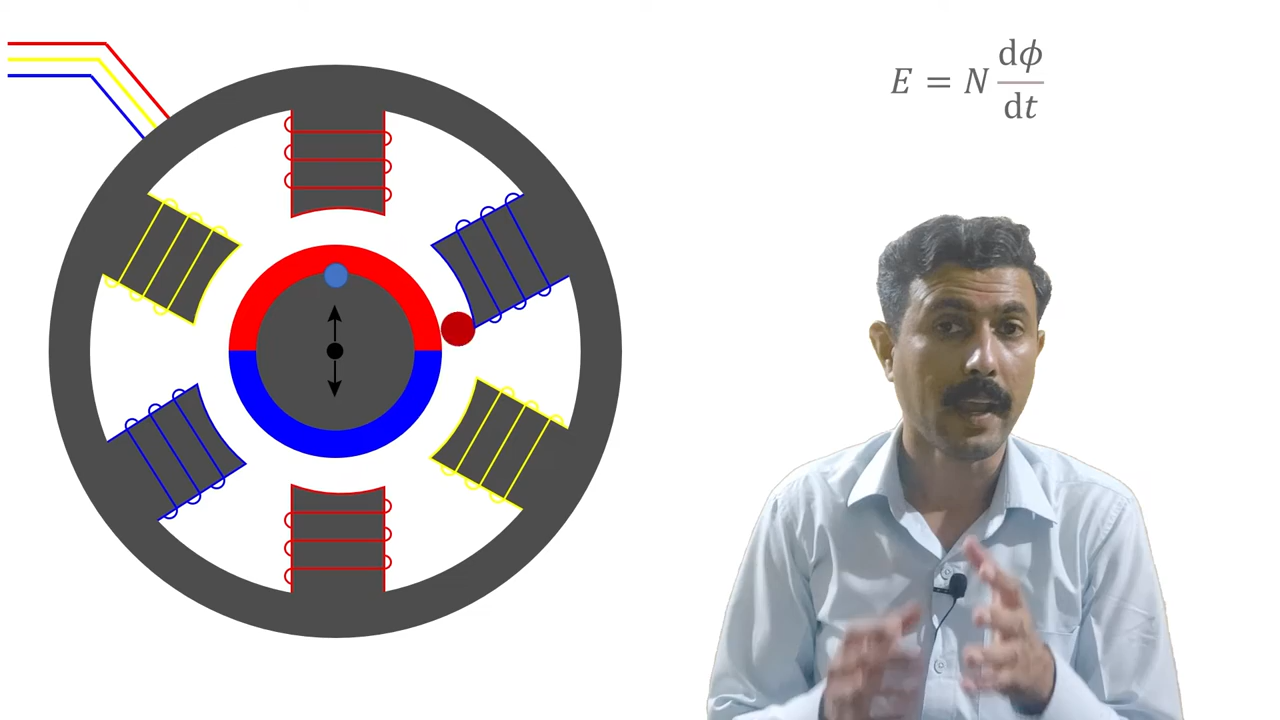 E = N dϕ/dt